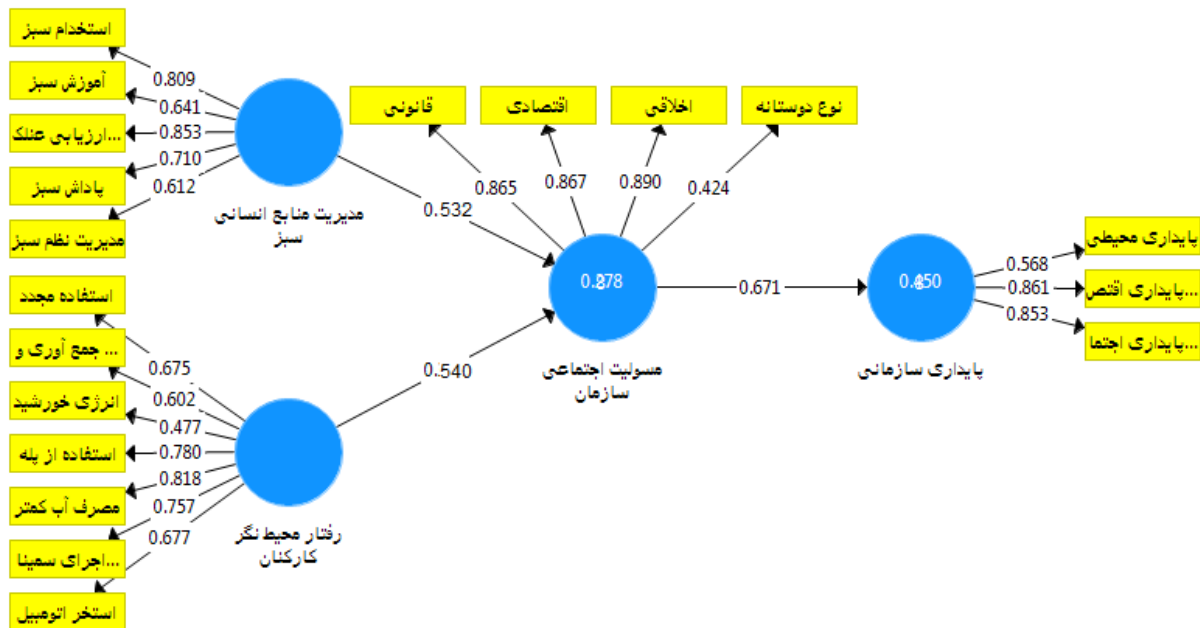 استخدام سبز
آموزش سبز
ارزیابی عملک...
پاداش سبز
مدیریت نظم سبز
0.809
0.641
0.853
0.710
0.612
مدیریت منابع انسانی
سبز
استفاده مجدد
جمع آوری و ...
انرژی خورشید
استفاده از پله
مصرف آب کمتر
اجرای سمینا...
استخر اتومبیل
0.675
0.602
0.477
0.780
0.818
0.757
0.677
رفتار محیط نگر
کارکنان
0.532
0.540
قانونی
اقتصادی
اخلاقی
نوع دوستانه
0.865
0.867
0.890
0.424
مسولیت اجتماعی
سازمان
0.671
پایداری سازمانی
0.568
0.861
0.853
پایداری محیطی
پایداری اقتص...
پایداری اجتما...